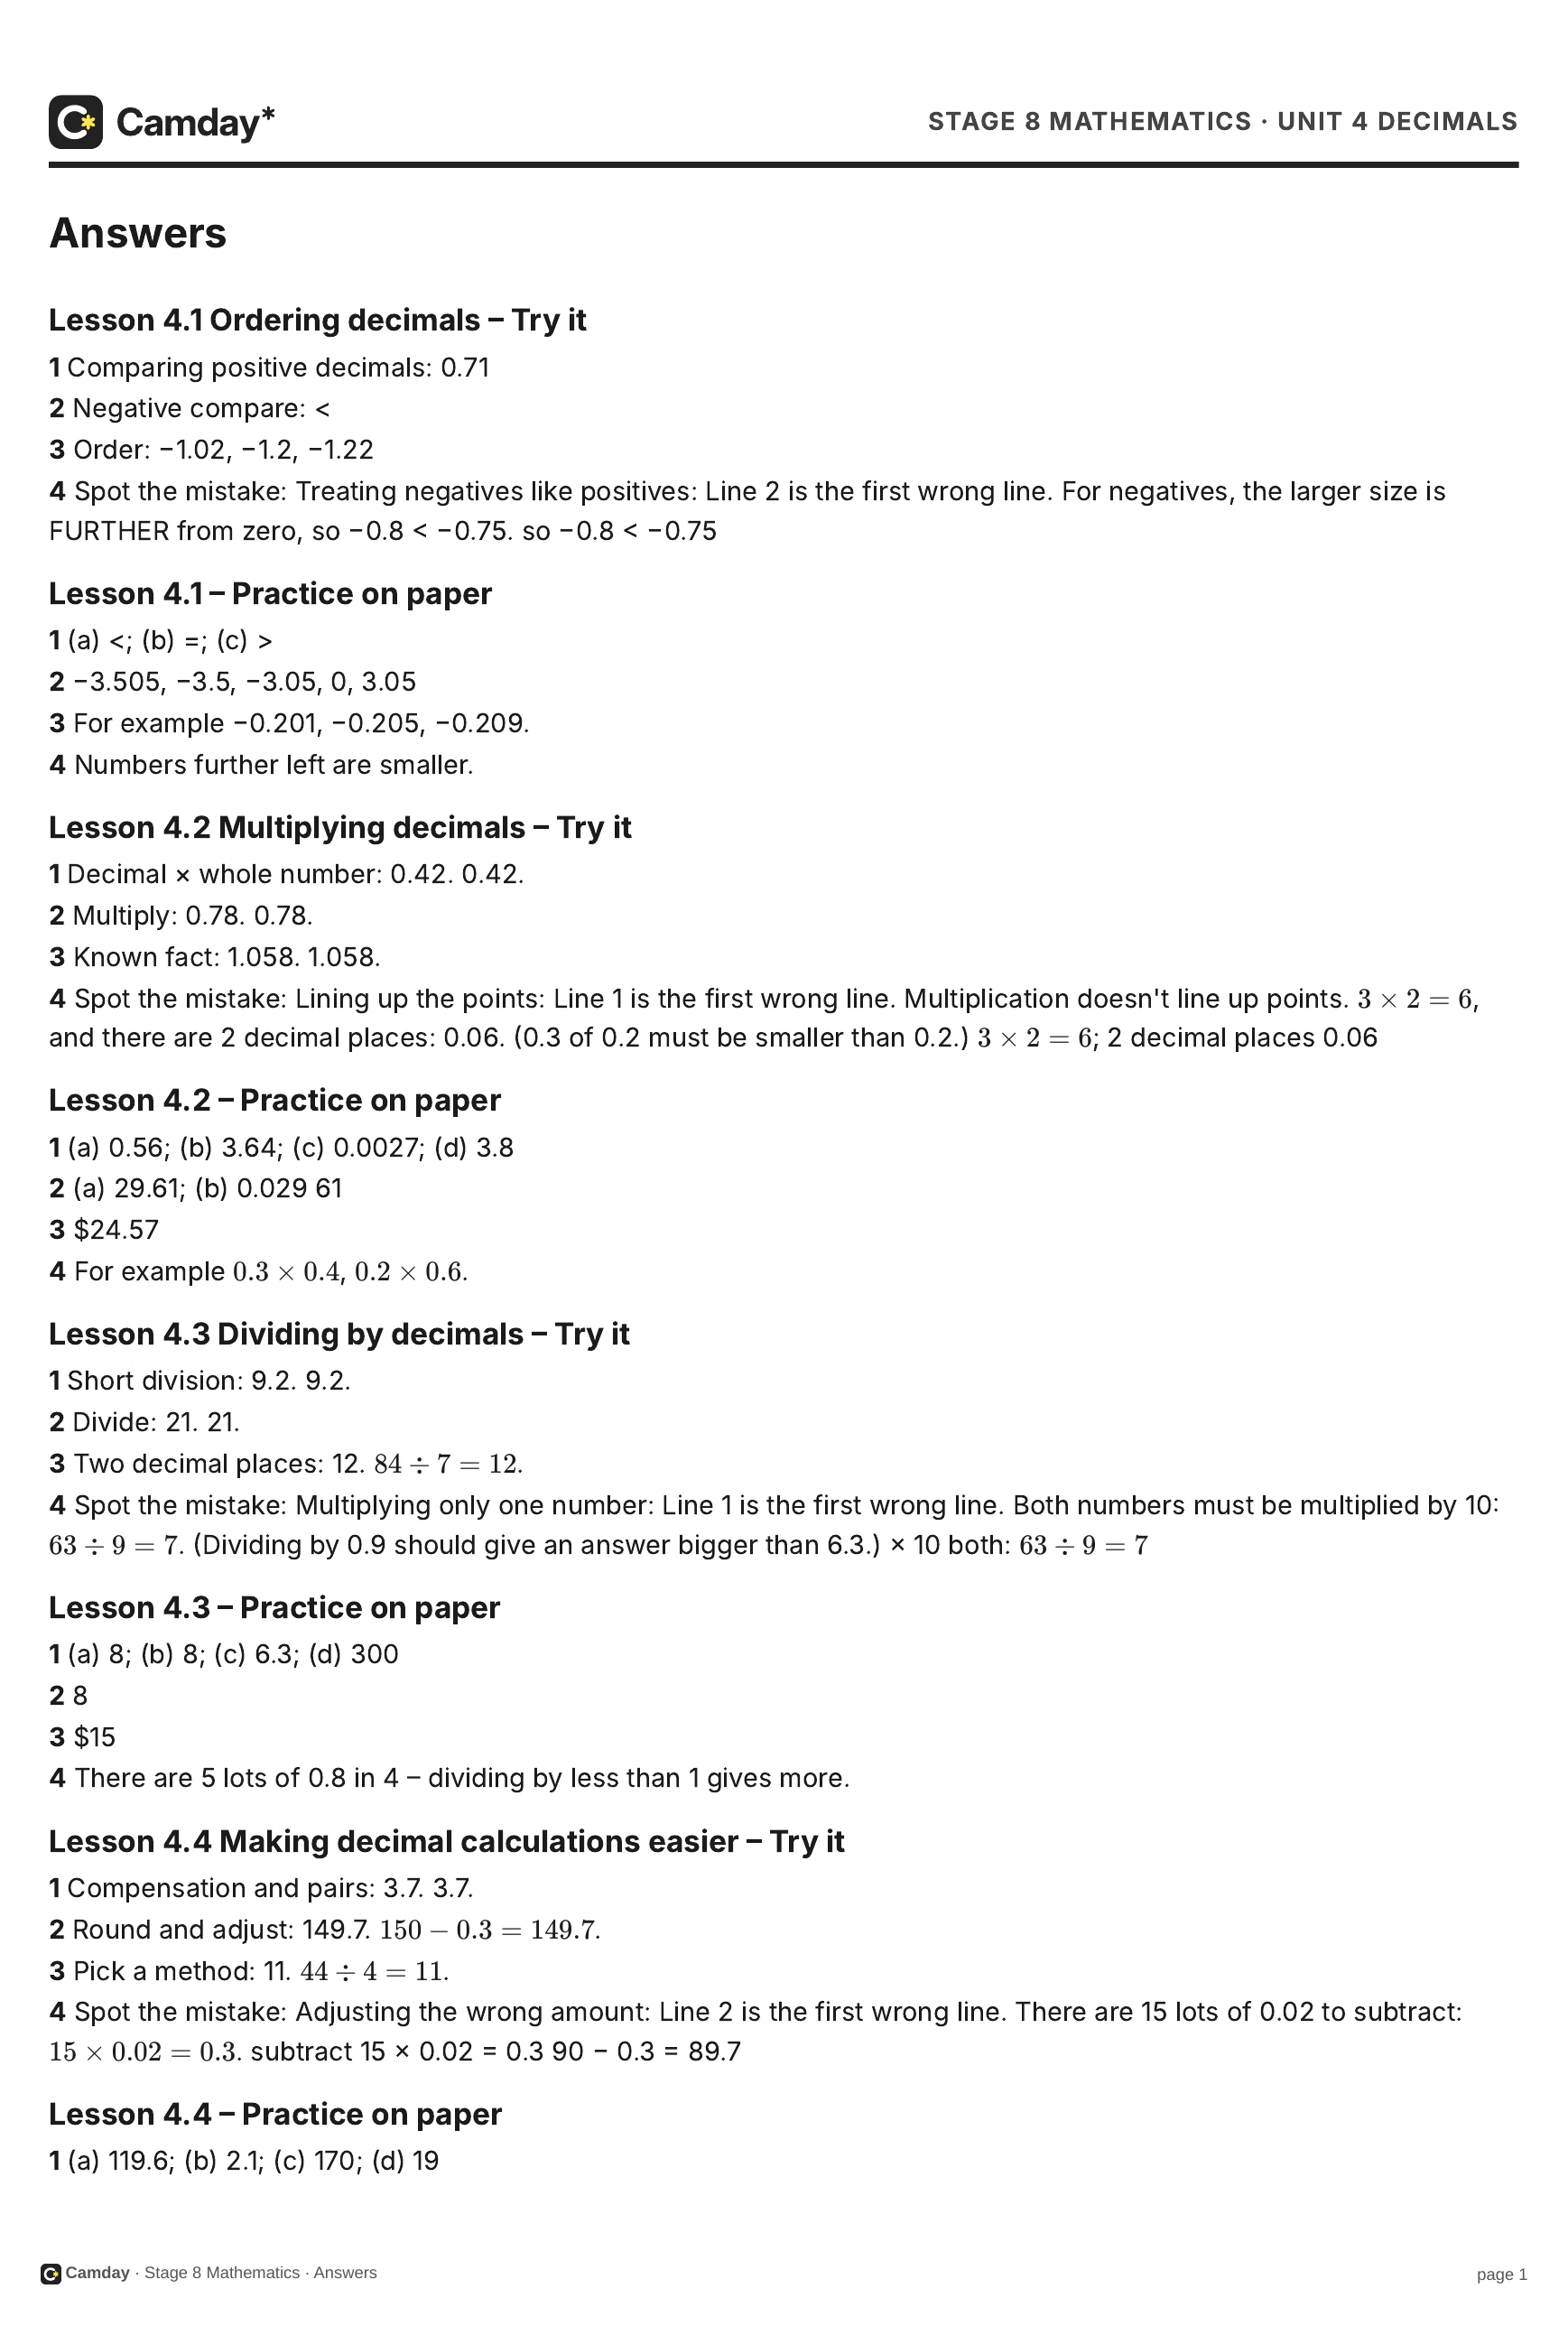 Camday*
STAGE 8 MATHEMATICS · UNIT 4 DECIMALS
Answers
Lesson 4.1 Ordering decimals – Try it
1 Comparing positive decimals: 0.71
2 Negative compare: <
3 Order: −1.02, −1.2, −1.22
4 Spot the mistake: Treating negatives like positives: Line 2 is the first wrong line. For negatives, the larger size is
FURTHER from zero, so −0.8 < −0.75. so −0.8 < −0.75
Lesson 4.1 – Practice on paper
1 (a) <; (b) =; (c) >
2 −3.505, −3.5, −3.05, 0, 3.05
3 For example −0.201, −0.205, −0.209.
4 Numbers further left are smaller.
Lesson 4.2 Multiplying decimals – Try it
1 Decimal × whole number: 0.42. 0.42.
2 Multiply: 0.78. 0.78.
3 Known fact: 1.058. 1.058.
4 Spot the mistake: Lining up the points: Line 1 is the first wrong line. Multiplication doesn't line up points. 3 × 2 = 6,
and there are 2 decimal places: 0.06. (0.3 of 0.2 must be smaller than 0.2.) 3 × 2 = 6; 2 decimal places 0.06
Lesson 4.2 – Practice on paper
1 (a) 0.56; (b) 3.64; (c) 0.0027; (d) 3.8
2 (a) 29.61; (b) 0.029 61
3 $24.57
4 For example 0.3 × 0.4, 0.2 × 0.6.
Lesson 4.3 Dividing by decimals – Try it
1 Short division: 9.2. 9.2.
2 Divide: 21. 21.
3 Two decimal places: 12. 84 ÷ 7 = 12.
4 Spot the mistake: Multiplying only one number: Line 1 is the first wrong line. Both numbers must be multiplied by 10:
63 ÷ 9 = 7. (Dividing by 0.9 should give an answer bigger than 6.3.) × 10 both: 63 ÷ 9 = 7
Lesson 4.3 – Practice on paper
1 (a) 8; (b) 8; (c) 6.3; (d) 300
2 8
3 $15
4 There are 5 lots of 0.8 in 4 – dividing by less than 1 gives more.
Lesson 4.4 Making decimal calculations easier – Try it
1 Compensation and pairs: 3.7. 3.7.
2 Round and adjust: 149.7. 150 − 0.3 = 149.7.
3 Pick a method: 11. 44 ÷ 4 = 11.
4 Spot the mistake: Adjusting the wrong amount: Line 2 is the first wrong line. There are 15 lots of 0.02 to subtract:
15 × 0.02 = 0.3. subtract 15 × 0.02 = 0.3 90 − 0.3 = 89.7
Lesson 4.4 – Practice on paper
1 (a) 119.6; (b) 2.1; (c) 170; (d) 19
Camday · Stage 8 Mathematics · Answers
page 1